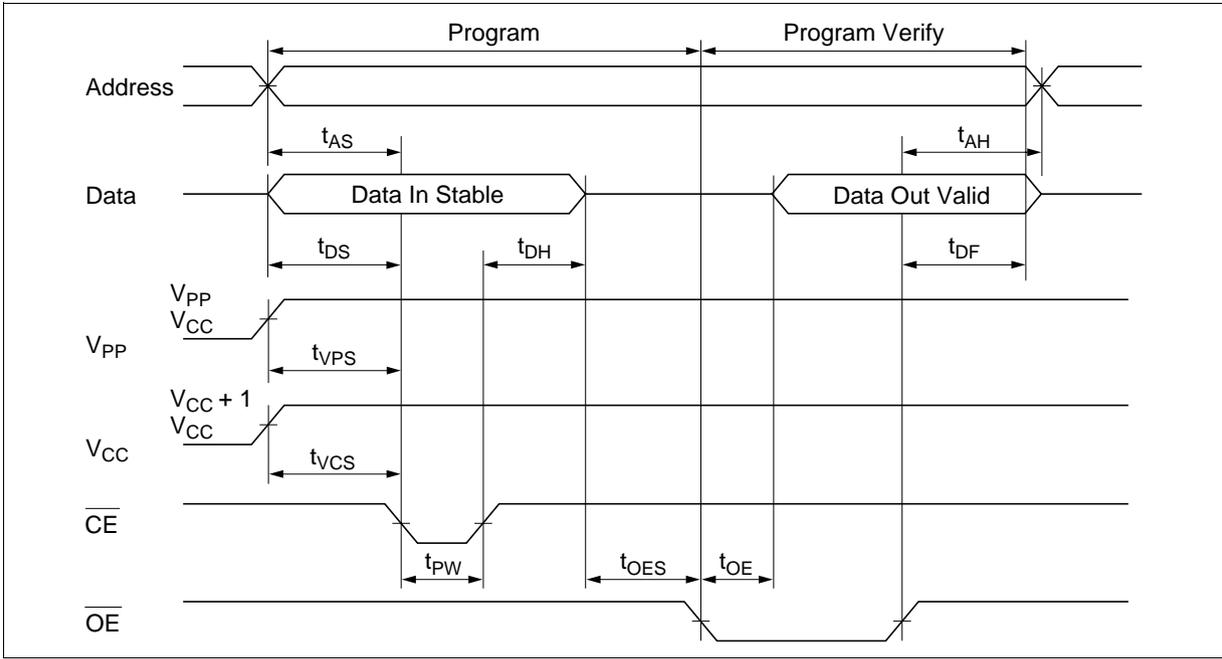 Program Program Verify
Address
tAS tAH
Data Data In Stable Data Out Valid
tDS tDH tDF
VPP
VCC
VPP
tVPS
VCC + 1
VCC
VCC
tVCS
CE
tPW tOES tOE
OE